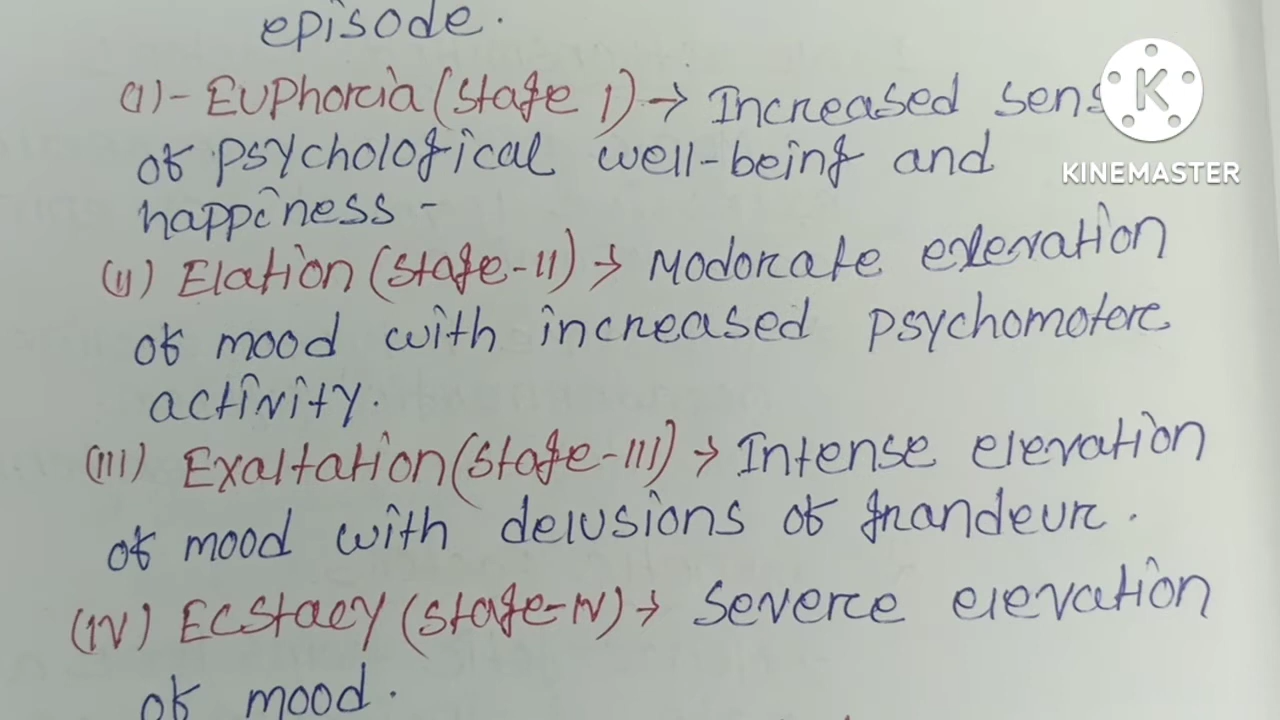 episode.
(I)- Euphoria (Stage I) → Increased sens
of psychological well-being and
happiness -
(II) Elation (Stage-II) → Moderate elevation
of mood with increased psychomotor
activity.
(III) Exaltation (Stage-III) → Intense elevation
of mood with delusions of grandeur.
(IV) Ecstacy (Stage-IV) → Severe elevation
of mood.
K
KINEMASTER